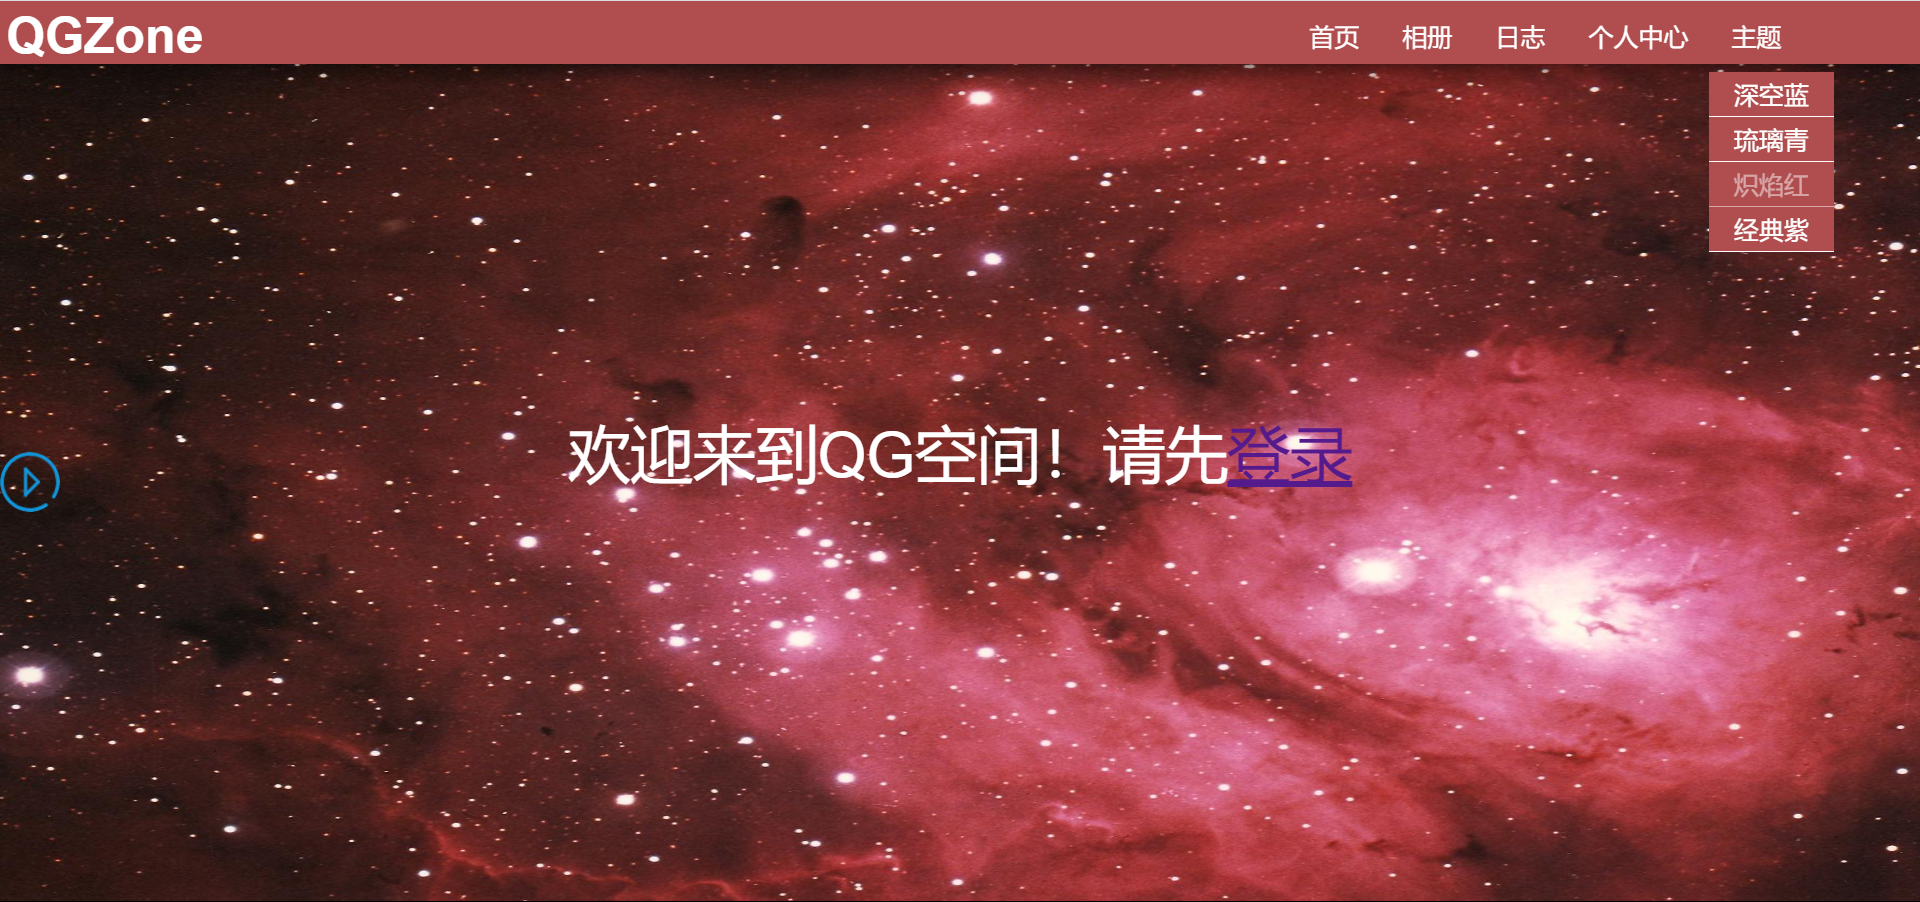 QGZone
首页 相册 日志 个人中心 主题
深空蓝
琉璃青
炽焰红
经典紫
欢迎来到QG空间！请先登录